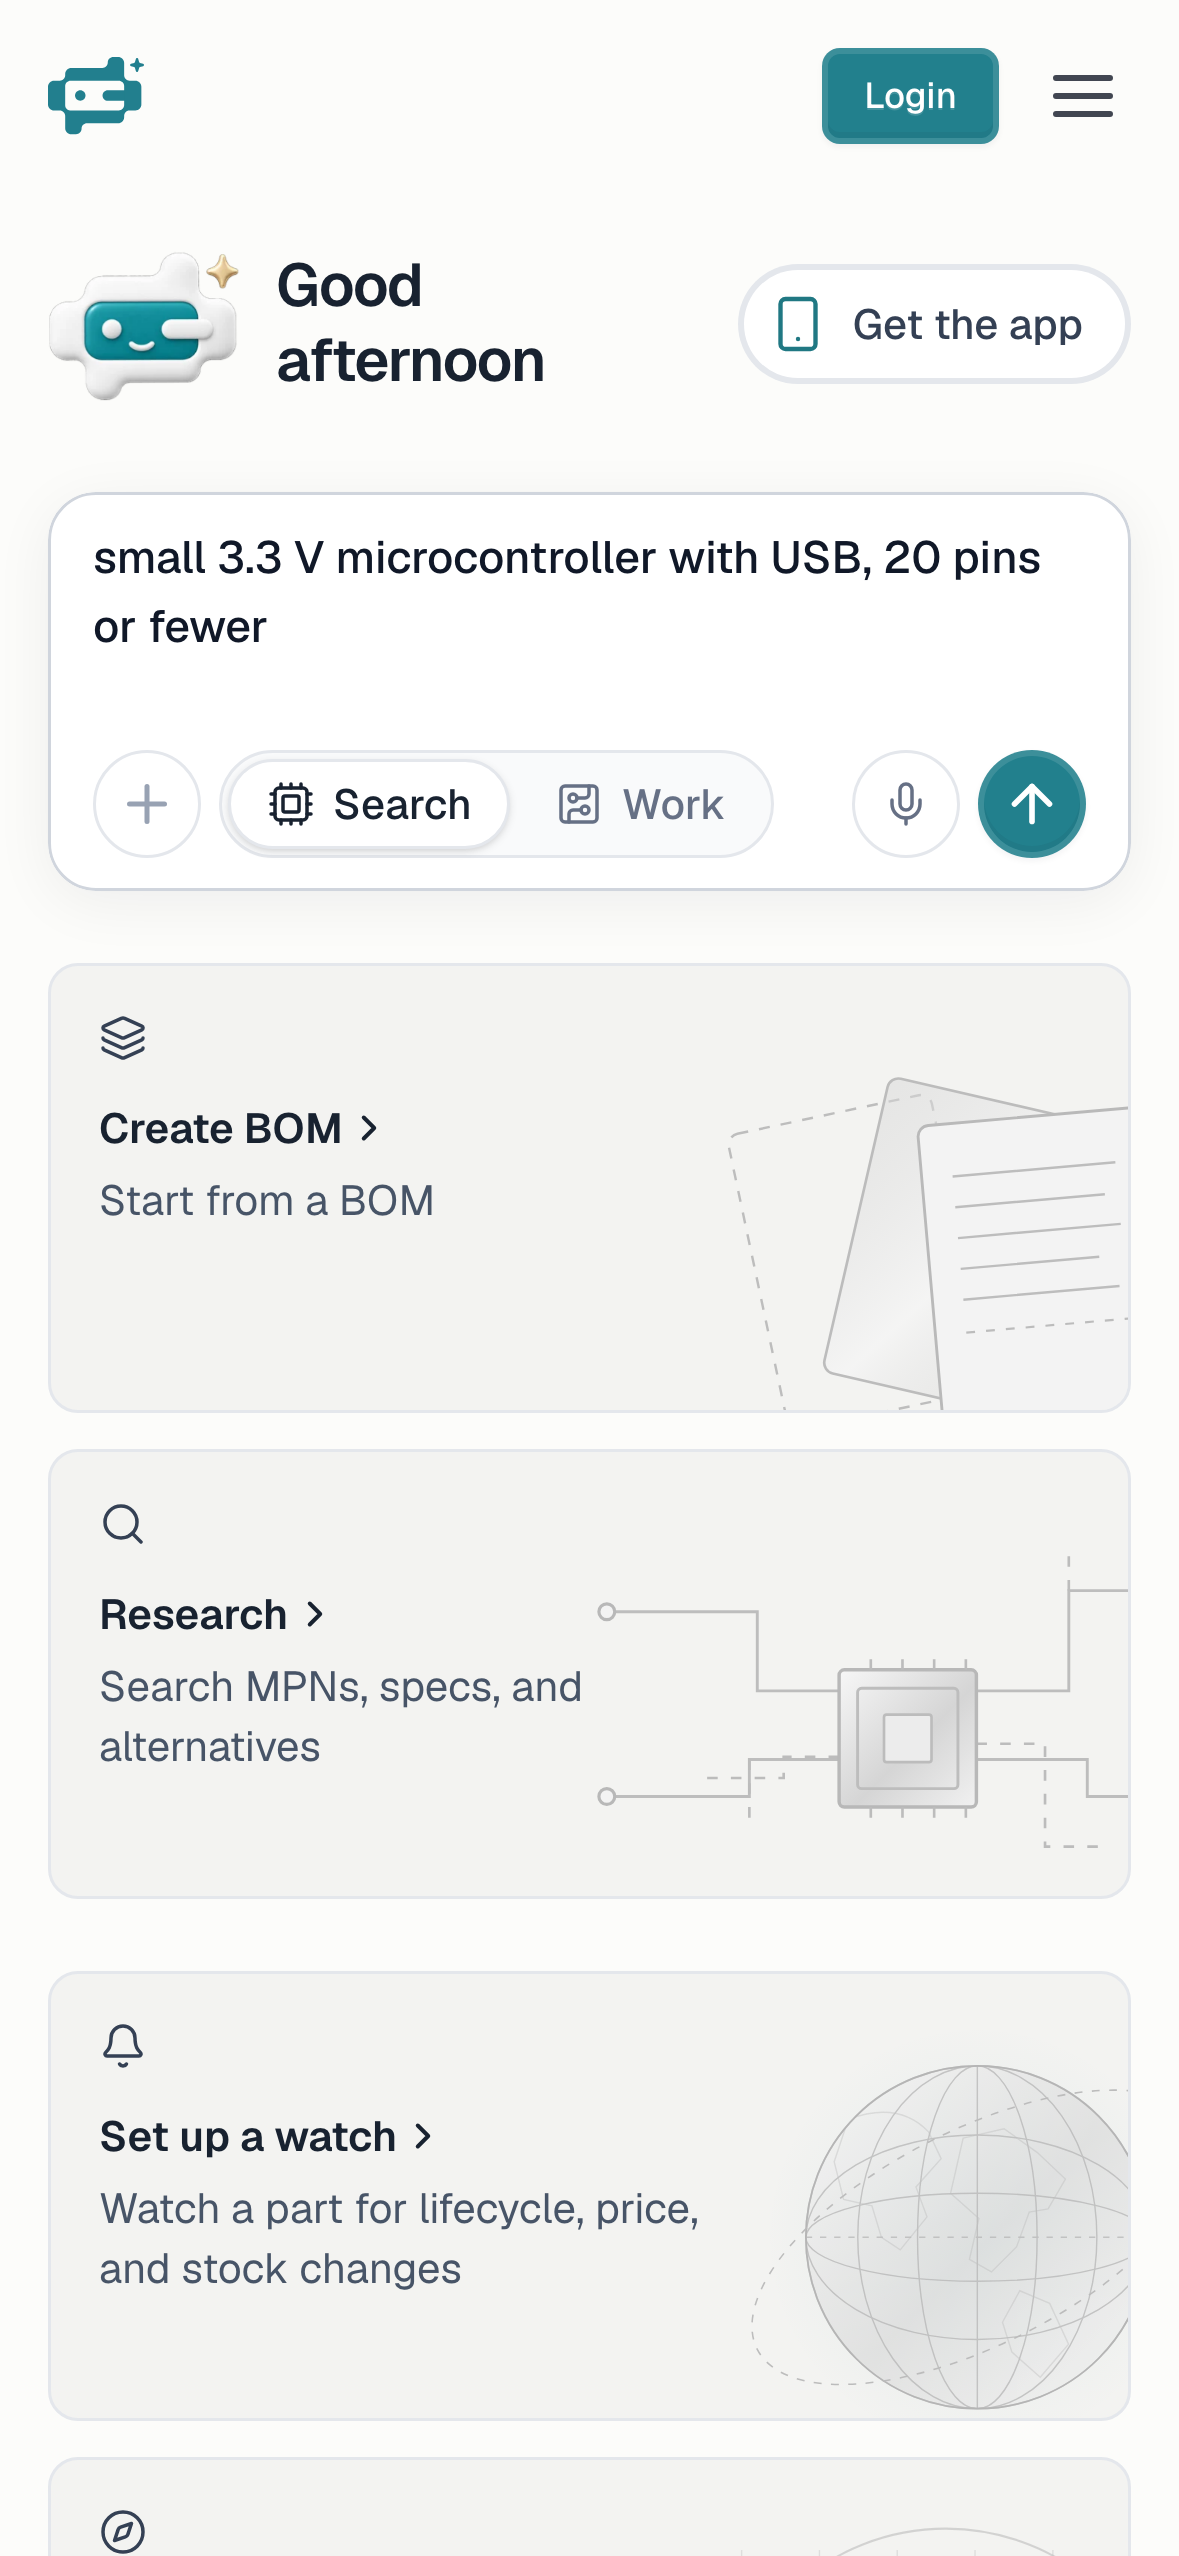 Login
Good
afternoon
Get the app
small 3.3 V microcontroller with USB, 20 pins
or fewer
Search
Work
Create BOM
Start from a BOM
Research
Search MPNs, specs, and
alternatives
Set up a watch
Watch a part for lifecycle, price,
and stock changes